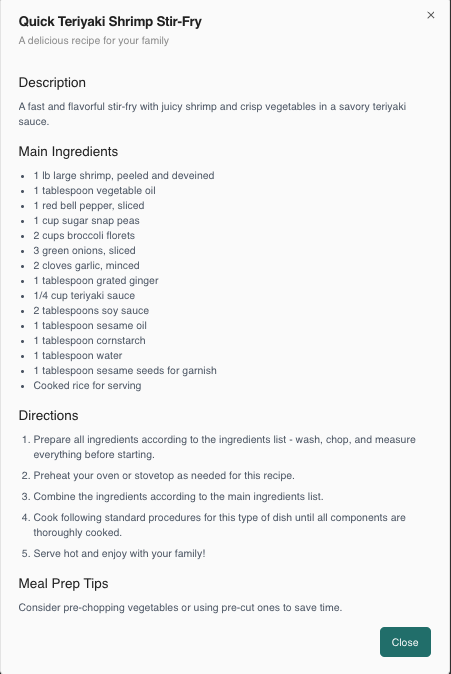 Quick Teriyaki Shrimp Stir-Fry
A delicious recipe for your family
Description
A fast and flavorful stir-fry with juicy shrimp and crisp vegetables in a savory teriyaki
sauce.
Main Ingredients
• 1 lb large shrimp, peeled and deveined
• 1 tablespoon vegetable oil
• 1 red bell pepper, sliced
• 1 cup sugar snap peas
• 2 cups broccoli florets
• 3 green onions, sliced
• 2 cloves garlic, minced
• 1 tablespoon grated ginger
• 1/4 cup teriyaki sauce
• 2 tablespoons soy sauce
• 1 tablespoon sesame oil
• 1 tablespoon cornstarch
• 1 tablespoon water
• 1 tablespoon sesame seeds for garnish
• Cooked rice for serving
Directions
1. Prepare all ingredients according to the ingredients list - wash, chop, and measure
everything before starting.
2. Preheat your oven or stovetop as needed for this recipe.
3. Combine the ingredients according to the main ingredients list.
4. Cook following standard procedures for this type of dish until all components are
thoroughly cooked.
5. Serve hot and enjoy with your family!
Meal Prep Tips
Consider pre-chopping vegetables or using pre-cut ones to save time.
Close